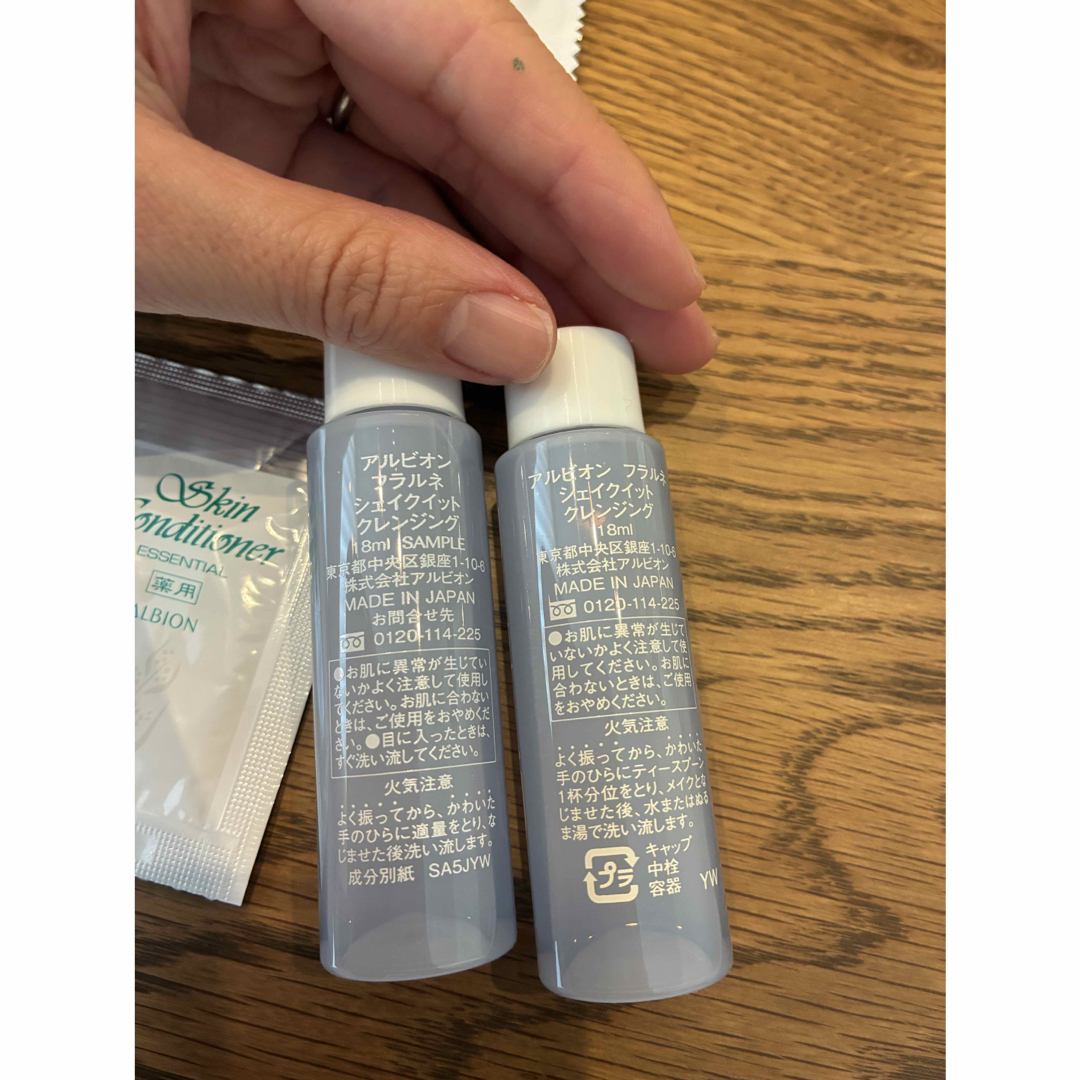 Skin
Conditioner
ESSENTIAL
薬用
ALBION
アルビオン
フラルネ
シェイクイット
クレンジング
18ml SAMPLE
東京都中央区銀座1-10-6
株式会社アルビオン
MADE IN JAPAN
お問合せ先
0120-114-225
●お肌に異常が生じてい
ないかよく注意して使用し
てください。お肌に合わない
ときは、ご使用をおやめくだ
さい。●目に入ったときは、
すぐ洗い流してください。
火気注意
よく振ってから、かわいた
手のひらに適量をとり、な
じませた後洗い流します。
成分別紙 SA5JYW
アルビオン フラルネ
シェイクイット
クレンジング
18ml
東京都中央区銀座1-10-6
株式会社アルビオン
MADE IN JAPAN
0120-114-225
●お肌に異常が生じて
いないかよく注意して使
用してください。お肌に
合わないときは、ご使用
をおやめください。
火気注意
よく振ってから、かわいた
手のひらにティースプーン
1杯分位をとり、メイクとな
じませた後、水またはぬる
ま湯で洗い流します。
プラ
キャップ
中栓
容器
YW